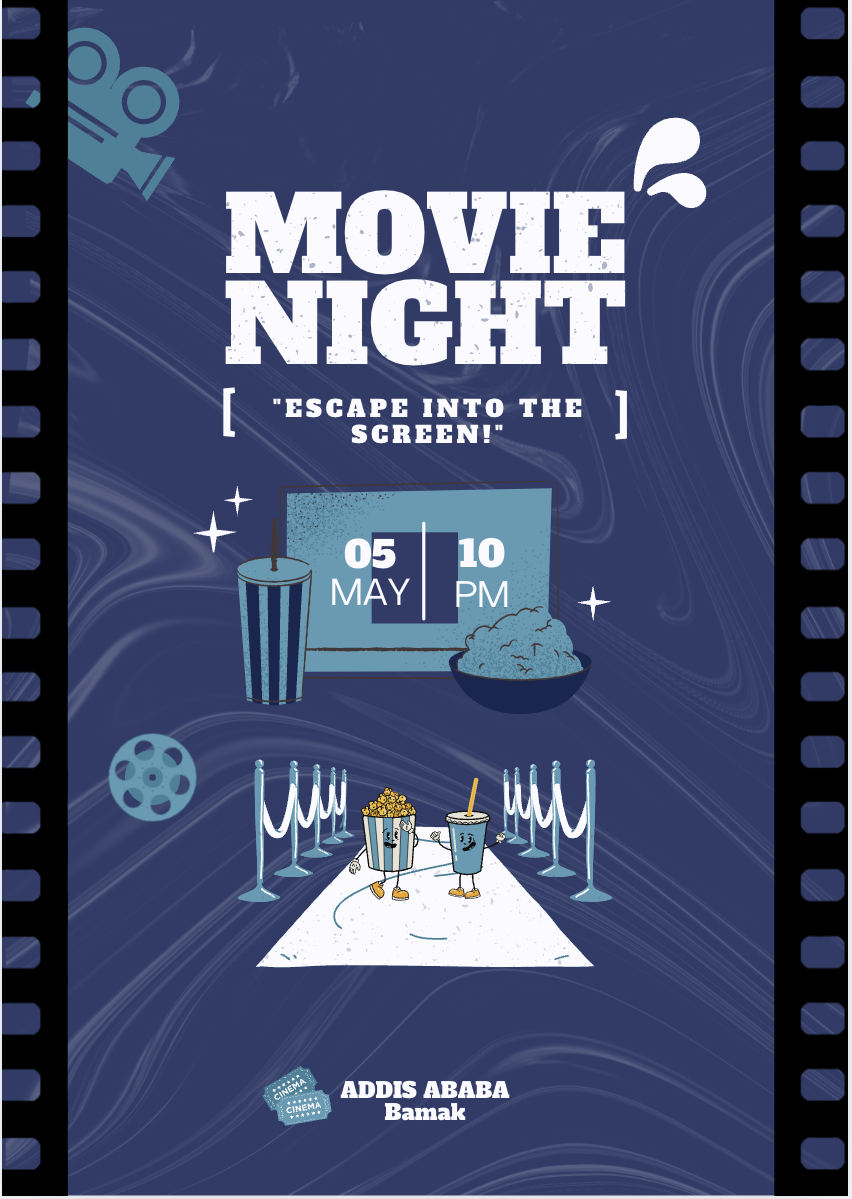 MOVIE
NIGHT
[ "ESCAPE INTO THE
SCREEN!" ]
05
MAY
10
PM
CINEMA
CINEMA
ADDIS ABABA
Bamak